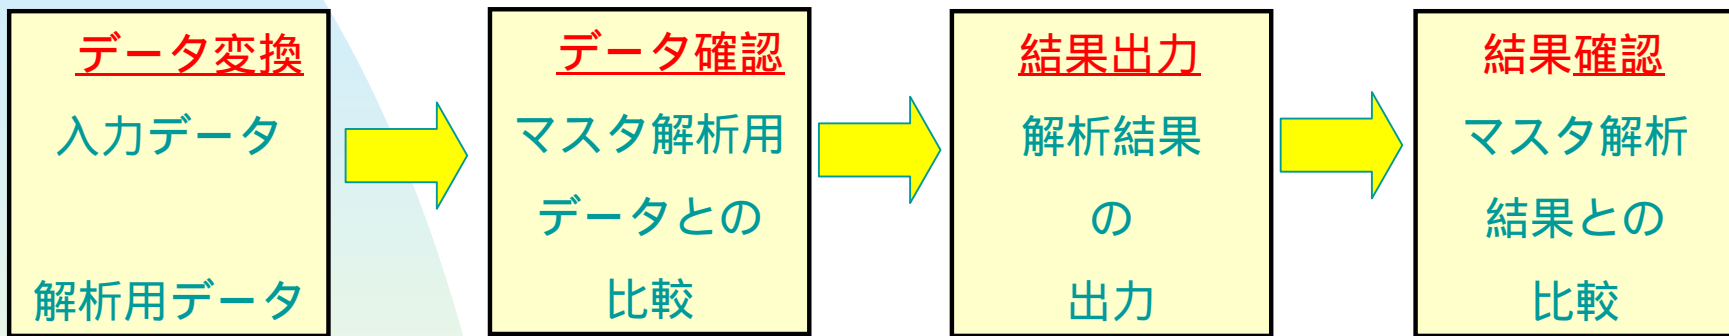 データ変換
入力データ
解析用データ
データ確認
マスタ解析用
データとの
比較
結果出力
解析結果
の
出力
結果確認
マスタ解析
結果との
比較